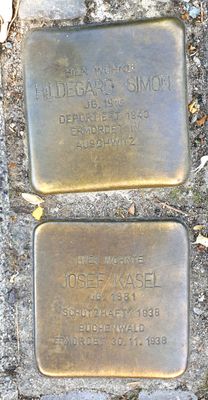 HIER WOHNTE
HILDEGARD SIMON
JG.
DEPORTIERT 1943
ERMORDET IN
AUSCHWITZ
HIER WOHNTE
JOSEF KASEL
JG. 1881
SCHUTZHAFT 1938
BUCHENWALD
ERMORDET 30.11.1938